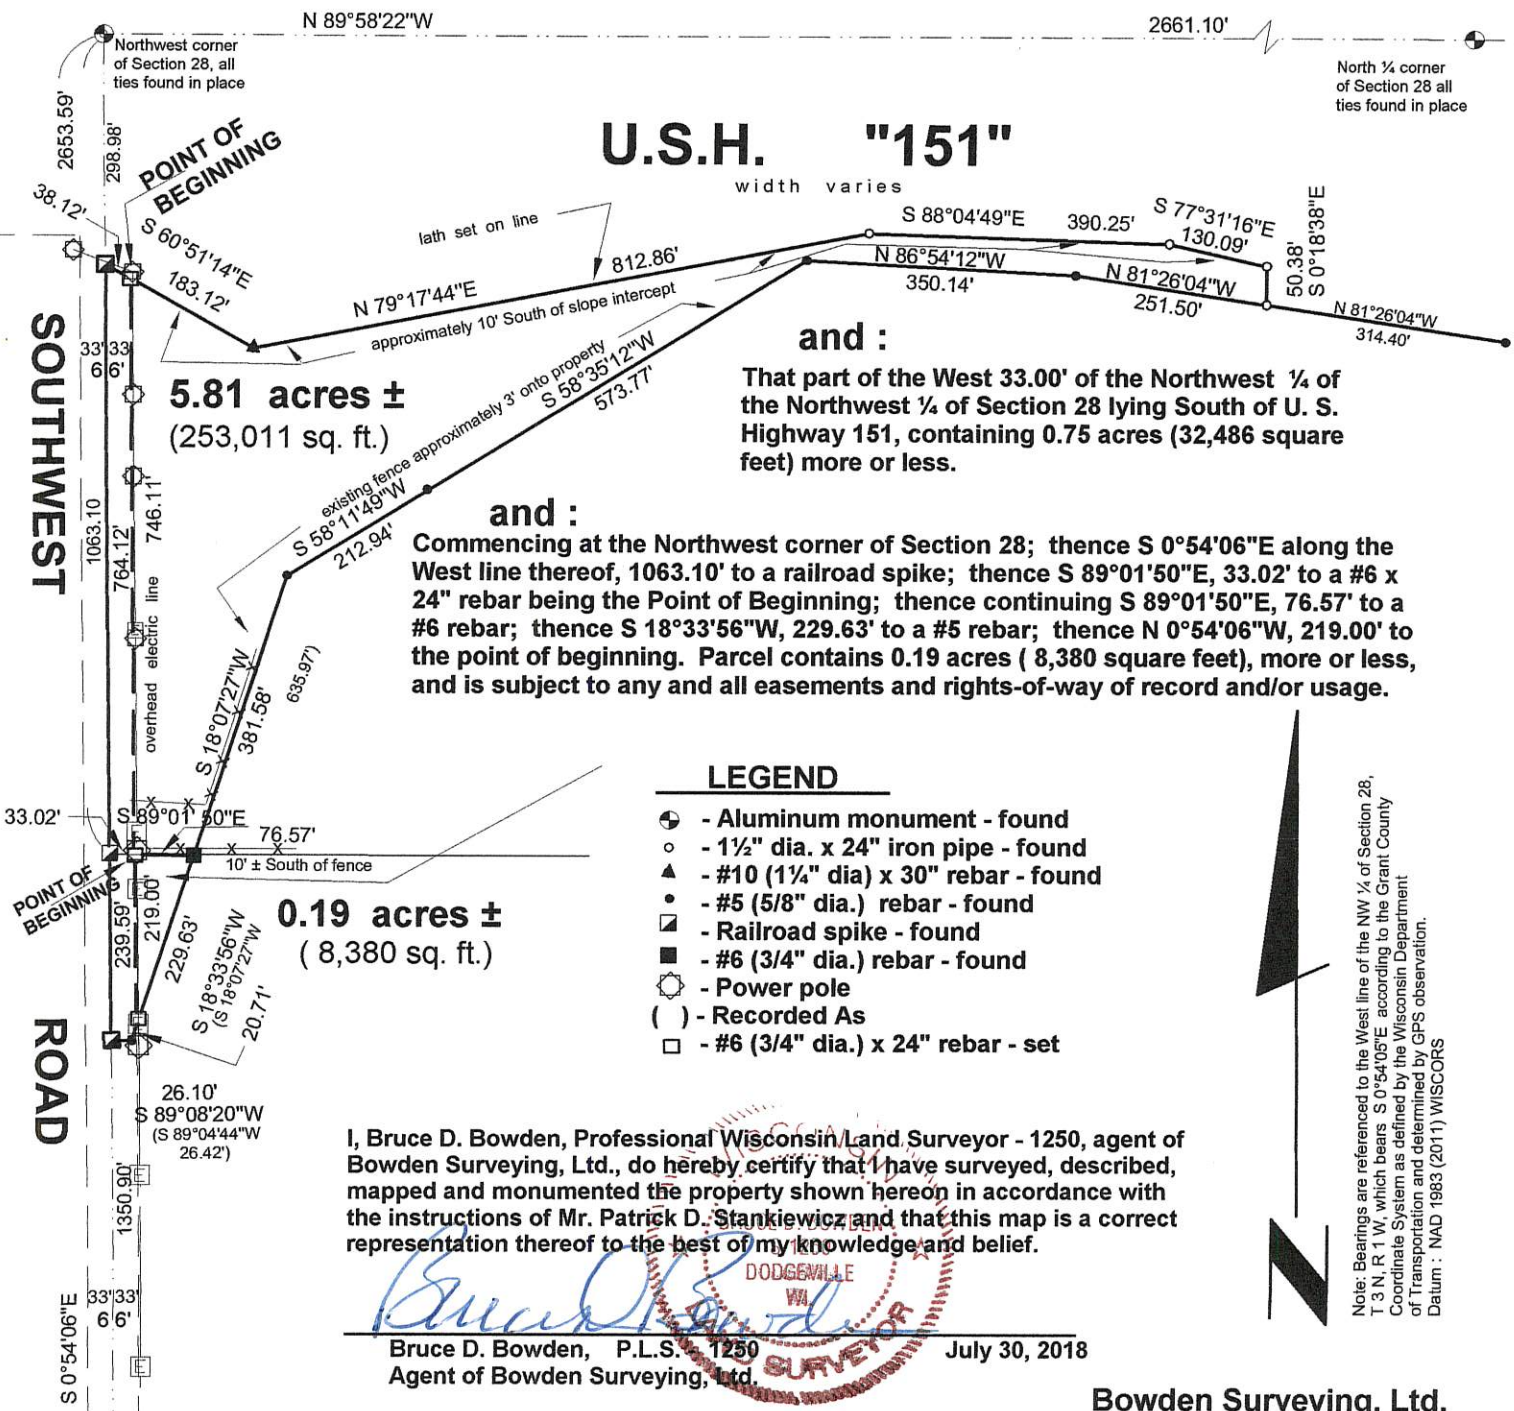 N 89°58'22"W
2661.10'
Northwest corner
of Section 28, all
ties found in place
North ¼ corner
of Section 28 all
ties found in place
2653.59'
298.98'
POINT OF
BEGINNING
38.12'
U.S.H. "151"
width varies
S 60°51'14"E
183.12'
lath set on line
N 79°17'44"E
812.86'
approximately 10' South of slope intercept
S 88°04'49"E
390.25'
S 77°31'16"E
130.09'
50.38'
S 0°18'38"E
N 86°54'12"W
350.14'
N 81°26'04"W
251.50'
N 81°26'04"W
314.40'
SOUTHWEST
33' 33'
66'
5.81 acres ±
(253,011 sq. ft.)
existing fence approximately 3' onto property
S 58°35'12"W
573.77'
S 58°11'49"W
212.94'
and :
That part of the West 33.00' of the Northwest ¼ of
the Northwest ¼ of Section 28 lying South of U. S.
Highway 151, containing 0.75 acres (32,486 square
feet) more or less.
and :
Commencing at the Northwest corner of Section 28; thence S 0°54'06"E along the
West line thereof, 1063.10' to a railroad spike; thence S 89°01'50"E, 33.02' to a #6 x
24" rebar being the Point of Beginning; thence continuing S 89°01'50"E, 76.57' to a
#6 rebar; thence S 18°33'56"W, 229.63' to a #5 rebar; thence N 0°54'06"W, 219.00' to
the point of beginning. Parcel contains 0.19 acres ( 8,380 square feet), more or less,
and is subject to any and all easements and rights-of-way of record and/or usage.
1063.10
764.12'
746.11'
overhead electric line
S 18°07'27"W
381.58'
635.97')
33.02'
S 89°01' 50"E
76.57'
10' ± South of fence
POINT OF
BEGINNING
239.59'
219.00'
229.63'
S 18°33'56"W
(S 18°07'27"W
20.71'
0.19 acres ±
( 8,380 sq. ft.)
ROAD
26.10'
S 89°08'20"W
(S 89°04'44"W
26.42')
1350.90'
33' 33'
66'
S 0°54'06"E
E
E
LEGEND
- Aluminum monument - found
- 1½" dia. x 24" iron pipe - found
- #10 (1¼" dia) x 30" rebar - found
- #5 (5/8" dia.) rebar - found
- Railroad spike - found
- #6 (3/4" dia.) rebar - found
- Power pole
( ) - Recorded As
- #6 (3/4" dia.) x 24" rebar - set
Note: Bearings are referenced to the West line of the NW ¼ of Section 28,
T 3 N, R 1 W, which bears S 0°54'05"E according to the Grant County
Coordinate System as defined by the Wisconsin Department
of Transportation and determined by GPS observation.
Datum : NAD 1983 (2011) WISCORS
N
I, Bruce D. Bowden, Professional Wisconsin Land Surveyor - 1250, agent of
Bowden Surveying, Ltd., do hereby certify that I have surveyed, described,
mapped and monumented the property shown hereon in accordance with
the instructions of Mr. Patrick D. Stankiewicz and that this map is a correct
representation thereof to the best of my knowledge and belief.
WISCONSIN
BRUCE D. BOWDEN
S-1250
DODGEVILLE
WI.
LAND SURVEYOR
Bruce D Bowden
Bruce D. Bowden, P.L.S. - 1250
Agent of Bowden Surveying, Ltd.
July 30, 2018
Bowden Surveying, Ltd.